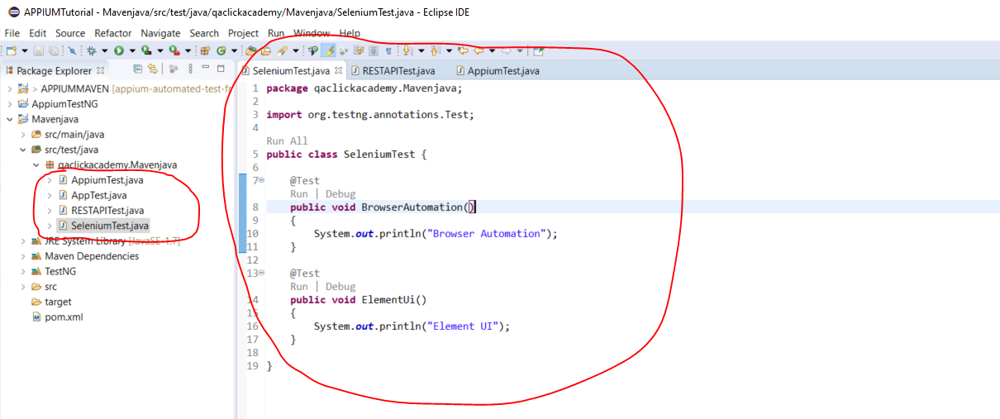 APPIUMTutorial - Mavenjava/src/test/java/qaclickacademy/Mavenjava/SeleniumTest.java - Eclipse IDE
File Edit Source Refactor Navigate Search Project Run Window Help
Package Explorer
> APPIUMMAVEN [appium-automated-test-fr
AppiumTestNG
Mavenjava
src/main/java
src/test/java
qaclickacademy.Mavenjava
AppiumTest.java
AppTest.java
RESTAPITest.java
SeleniumTest.java
JRE System Library [JavaSE-1.7]
Maven Dependencies
TestNG
src
target
pom.xml
SeleniumTest.java RESTAPITest.java AppiumTest.java
1 package qaclickacademy.Mavenjava;
2
3 import org.testng.annotations.Test;
4
Run All
5 public class SeleniumTest {
6
7 @Test
Run | Debug
8 public void BrowserAutomation()
9 {
10 System.out.println("Browser Automation");
11 }
12
13 @Test
Run | Debug
14 public void ElementUi()
15 {
16 System.out.println("Element UI");
17 }
18
19 }